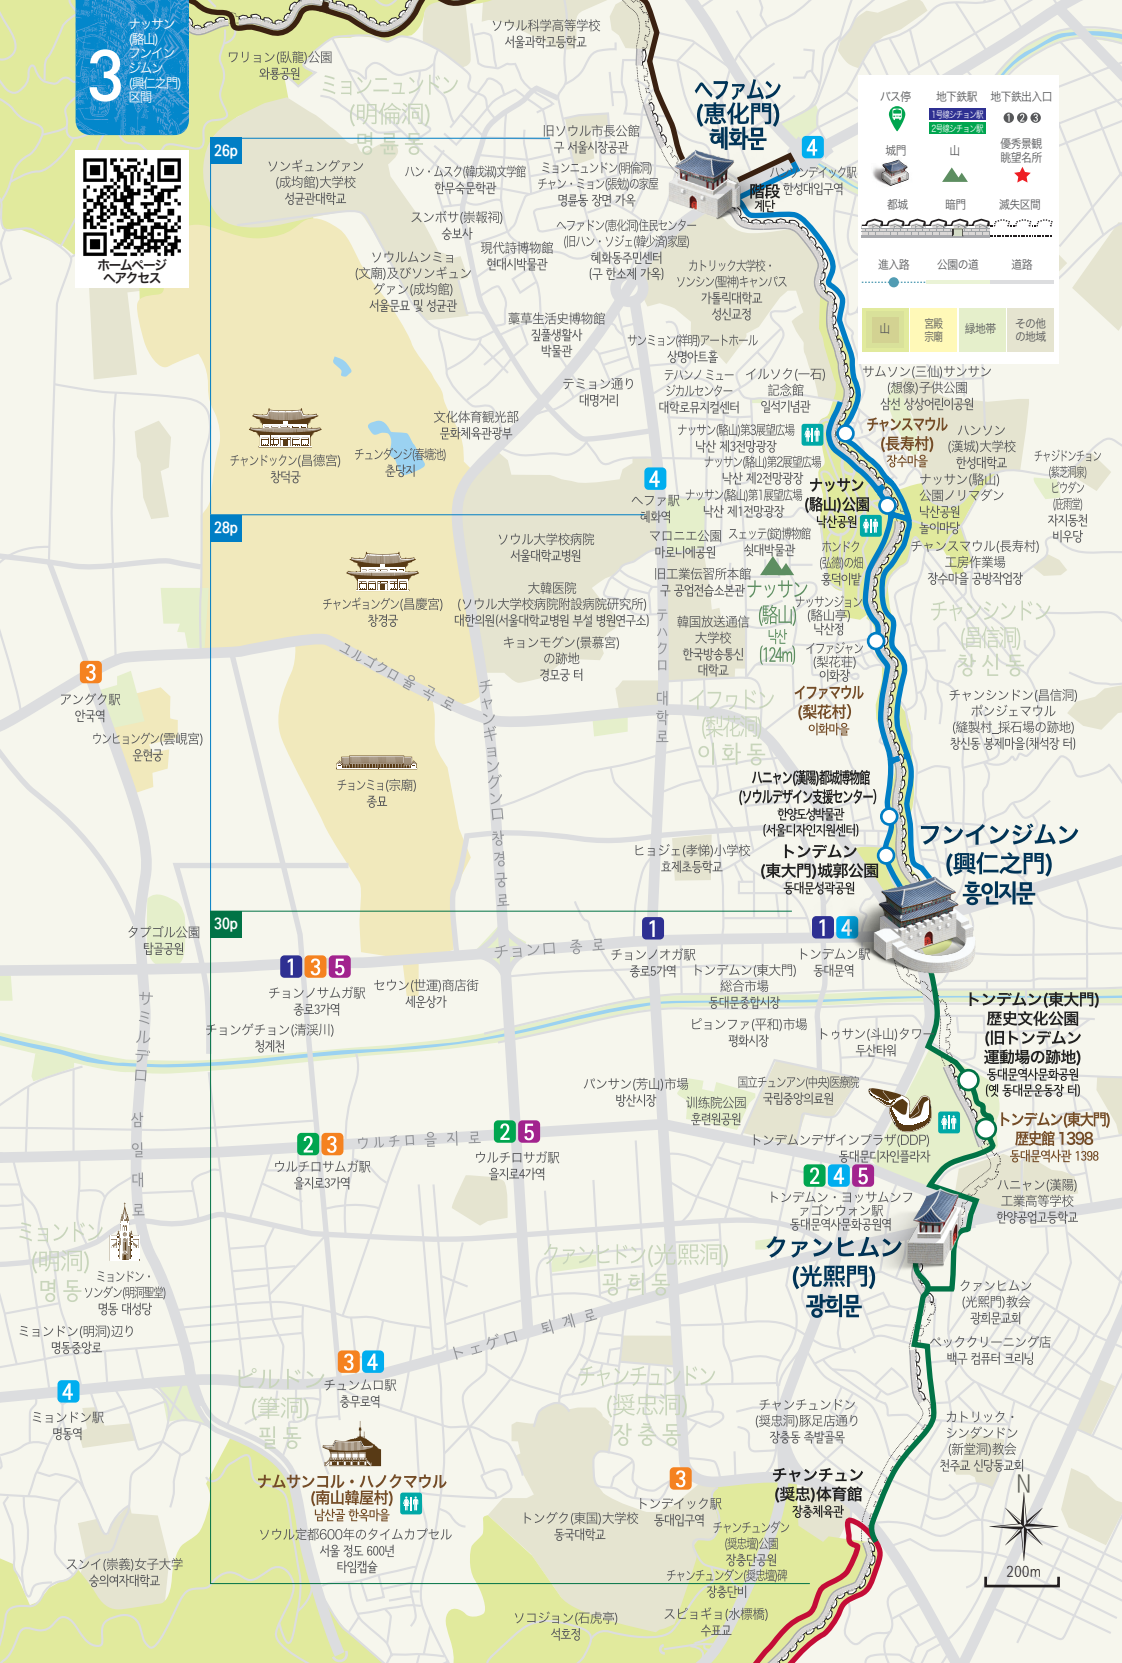 3
ナッサン
(駱山)
フンイン
ジムン
(興仁之門)
区間
ホームページ
へアクセス
26p
28p
30p
ワリョン(臥龍)公園
와룡공원
ソウル科学高等学校
서울과학고등학교
ミョンニュンドン
(明倫洞)
명륜동
ヘファムン
(恵化門)
혜화문
4
ハンソンデイック駅
한성대입구역
階段
계단
バス停
地下鉄駅
地下鉄出入口
1号線シチョン駅
2号線シチョン駅
❶❷❸
城門
山
優秀景観
眺望名所
都城
暗門
滅失区間
進入路
公園の道
道路
山
宮殿
宗廟
緑地帯
その他
の地域
旧ソウル市長公館
구 서울시장공관
ソンギュングァン
(成均館)大学校
성균관대학교
ハン・ムスク(韓戊淑)文学館
한무숙문학관
ミョンニュンドン(明倫洞)
チャン・ミョン(張勉)の家屋
명륜동 장면 가옥
スンボサ(崇報祠)
숭보사
ヘファドン(恵化洞)住民センター
(旧ハン・ソジェ(韓少済)家屋)
혜화동주민센터
(구 한소제 가옥)
現代詩博物館
현대시박물관
ソウルムンミョ
(文廟)及びソンギュン
グァン(成均館)
서울문묘 및 성균관
カトリック大学校・
ソンシン(聖神)キャンパス
가톨릭대학교
성신교정
藁草生活史博物館
짚풀생활사
박물관
サンミョン(祥明)アートホール
상명아트홀
テミョン通り
대명거리
テハンノ ミュー
ジカルセンター
대학로뮤지컬센터
イルソク(一石)
記念館
일석기념관
サムソン(三仙)サンサン
(想像)子供公園
삼선 상상어린이공원
チャンスマウル
(長寿村)
장수마을
ハンソン
(漢城)大学校
한성대학교
チャンドックン(昌德宮)
창덕궁
文化体育観光部
문화체육관광부
チュンダンジ(春塘池)
춘당지
ナッサン(駱山)第3展望広場
낙산 제3전망광장
ナッサン(駱山)第2展望広場
낙산 제2전망광장
ナッサン(駱山)第1展望広場
낙산 제1전망광장
4
ヘファ駅
혜화역
ナッサン
(駱山)公園
낙산공원
ナッサン(駱山)
公園ノリマダン
낙산공원
놀이마당
チャジドンチョン
(紫芝洞泉)
ビウダン
(庇雨堂)
자지동천
비우당
ソウル大学校病院
서울대학교병원
マロニエ公園
마로니에공원
スェッテ(錠)博物館
쇳대박물관
ホンドク
(弘徳)の畑
홍덕이밭
チャンスマウル(長寿村)
工房作業場
장수마을 공방작업장
旧工業伝習所本館
구 공업전습소본관
大韓医院
(ソウル大学校病院附設病院研究所)
대한의원(서울대학교병원 부설 병원연구소)
チャンギョングン(昌慶宮)
창경궁
ナッサン
(駱山)
낙산
(124m)
ナッサンジョン
(駱山亭)
낙산정
チャンシンドン
(昌信洞)
창신동
韓国放送通信
大学校
한국방송통신
대학교
キョンモグン(景慕宮)
の跡地
경모궁 터
イファジャン
(梨花荘)
이화장
テハクロ 대학로
ユルゴクロ 율곡로
チャンギョングンロ 창경궁로
イファドン
(梨花洞)
이화동
イファマウル
(梨花村)
이화마을
チャンシンドン(昌信洞)
ボンジェマウル
(縫製村_採石場の跡地)
창신동 봉제마을(채석장 터)
3
アングク駅
안국역
ウンヒョングン(雲峴宮)
운현궁
チョンミョ(宗廟)
종묘
ハニャン(漢陽)都城博物館
(ソウルデザイン支援センター)
한양도성박물관
(서울디자인지원센터)
ヒョジェ(孝悌)小学校
효제초등학교
トンデムン
(東大門)城郭公園
동대문성곽공원
フンインジムン
(興仁之門)
흥인지문
タプゴル公園
탑골공원
1 3 5
チョンノサムガ駅
종로3가역
チョンロ 종로
1
チョンノオガ駅
종로5가역
1 4
トンデムン駅
동대문역
セウン(世運)商店街
세운상가
トンデムン(東大門)
総合市場
동대문종합시장
チョンゲチョン(清渓川)
청계천
サミルデロ 삼일대로
ピョンファ(平和)市場
평화시장
トゥサン(斗山)タワー
두산타워
トンデムン(東大門)
歴史文化公園
(旧トンデムン
運動場の跡地)
동대문역사문화공원
(옛 동대문운동장 터)
バンサン(芳山)市場
방산시장
训练院公园
훈련원공원
国立チュンアン(中央)医療院
국립중앙의료원
トンデムンデザインプラザ(DDP)
동대문디자인플라자
トンデムン(東大門)
歴史館 1398
동대문역사관 1398
2 3
ウルチロサムガ駅
을지로3가역
ウルチロ 을지로
2 5
ウルチロサガ駅
을지로4가역
2 4 5
トンデムン・ヨッサムンフ
ァゴンウォン駅
동대문역사문화공원역
ハニャン(漢陽)
工業高等学校
한양공업고등학교
ミョンドン
(明洞)
명동
ミョンドン・
ソンダン(明洞聖堂)
명동 대성당
クァンヒドン(光熙洞)
광희동
クァンヒムン
(光熙門)
광희문
クァンヒムン
(光熙門)教会
광희문교회
ミョンドン(明洞)辺り
명동중앙로
トェゲロ 퇴계로
ペッククリーニング店
백구 컴퓨터 크리닝
4
ミョンドン駅
명동역
3 4
チュンムロ駅
충무로역
ピルドン
(筆洞)
필동
チャンチュンドン
(奨忠洞)
장충동
チャンチュンドン
(奨忠洞)豚足店通り
장충동 족발골목
カトリック・
シンダンドン
(新堂洞)教会
천주교 신당동교회
ナムサンコル・ハノクマウル
(南山韓屋村)
남산골 한옥마을
3
トンデイック駅
동대입구역
チャンチュン
(奨忠)体育館
장충체육관
トングク(東国)大学校
동국대학교
ソウル定都600年のタイムカプセル
서울 정도 600년
타임캡슐
チャンチュンダン
(奨忠壇)公園
장충단공원
チャンチュンダン(奨忠壇)碑
장충단비
スンイ(崇義)女子大学
숭의여자대학교
ソコジョン(石虎亭)
석호정
スピョギョ(水標橋)
수표교
N
200m